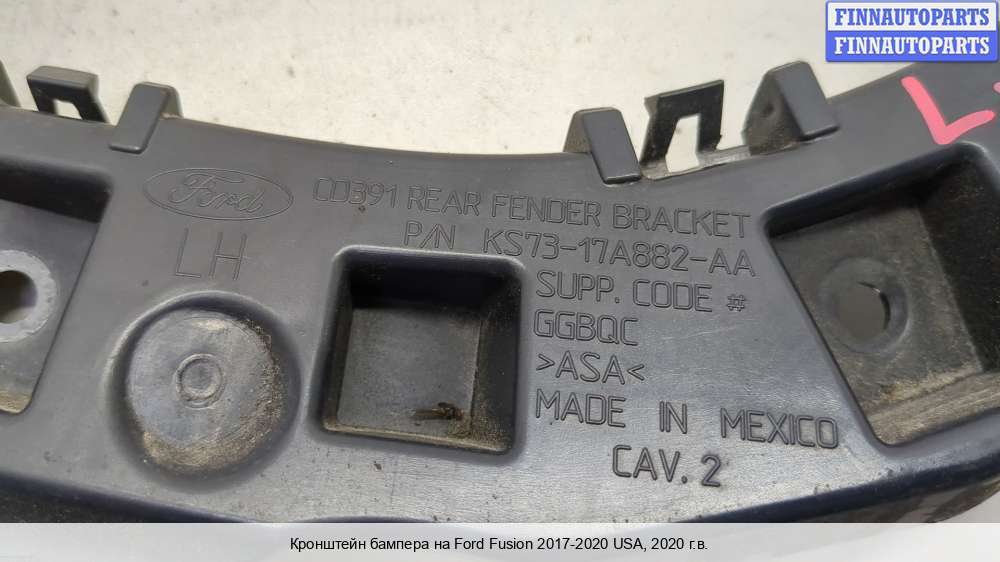 FINNAUTOPARTS
FINNAUTOPARTS
Ford
LH
CD391 REAR FENDER BRACKET
P/N KS73-17A882-AA
SUPP. CODE #
GGBQC
>ASA<
MADE IN MEXICO
CAV. 2
Кронштейн бампера на Ford Fusion 2017-2020 USA, 2020 г.в.